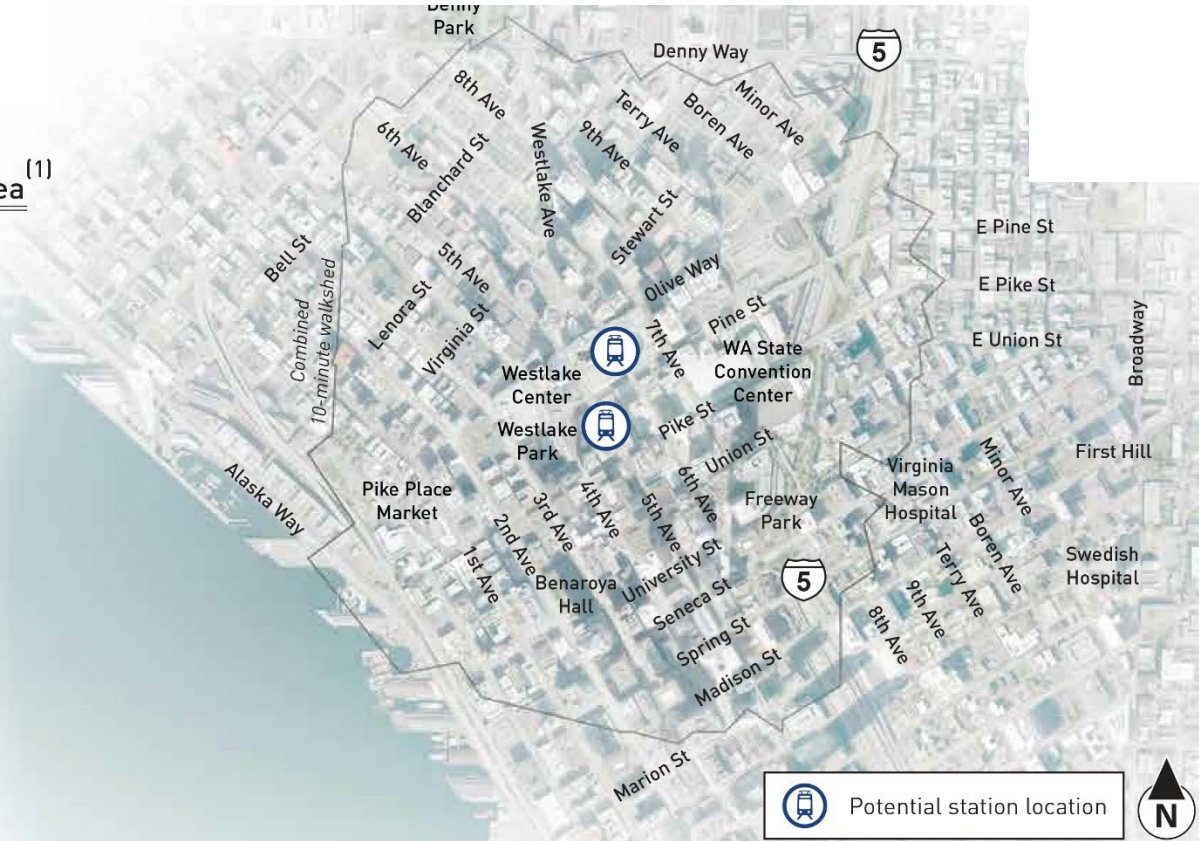 Park
Denny Way
5
8th Ave
Terry Ave
Boren Ave
Minor Ave
6th Ave
Blanchard St
Westlake Ave
9th Ave
ea (1)
Stewart St
E Pine St
Bell St
5th Ave
Olive Way
E Pike St
Lenora St
Virginia St
Pine St
Combined
10-minute walkshed
7th Ave
E Union St
Broadway
WA State
Convention
Center
Westlake
Center
Westlake
Park
Pike St
Union St
First Hill
Alaska Way
Pike Place
Market
3rd Ave
4th Ave
5th Ave
6th Ave
Freeway
Park
Virginia
Mason
Hospital
Minor Ave
2nd Ave
1st Ave
Benaroya
Hall
University St
Seneca St
Spring St
Madison St
5
Boren Ave
Terry Ave
9th Ave
8th Ave
Swedish
Hospital
Marion St
Potential station location
N